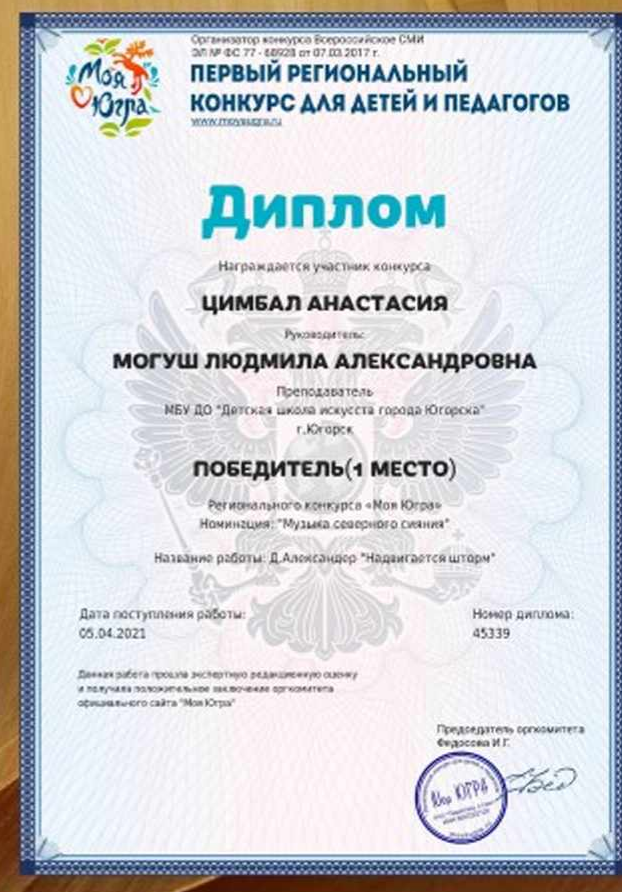 Моя
Югра
Организатор конкурса Всероссийское СМИ
ЭЛ № ФС 77 - 68928 от 07.03.2017 г.
ПЕРВЫЙ РЕГИОНАЛЬНЫЙ
КОНКУРС ДЛЯ ДЕТЕЙ И ПЕДАГОГОВ
www.moyaugra.ru
Диплом
Награждается участник конкурса
ЦИМБАЛ АНАСТАСИЯ
Руководитель:
МОГУШ ЛЮДМИЛА АЛЕКСАНДРОВНА
Преподаватель
МБУ ДО "Детская школа искусств города Югорска"
г.Югорск
ПОБЕДИТЕЛЬ(1 МЕСТО)
Регионального конкурса «Моя Югра»
Номинация: "Музыка северного сияния"
Название работы: Д.Александер "Надвигается шторм"
Дата поступления работы:
05.04.2021
Номер диплома:
45339
Данная работа прошла экспертную редакционную оценку
и получила положительное заключение оргкомитета
официального сайта "Моя Югра"
Председатель оргкомитета
Федосова И.Г.
Моя ЮГРА